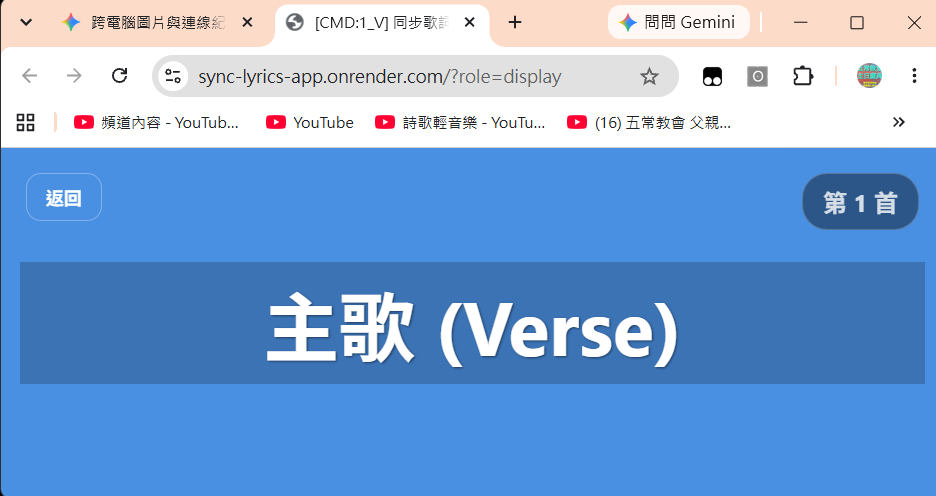 跨電腦圖片與連線紀
[CMD:1_V] 同步歌詞
問問 Gemini
sync-lyrics-app.onrender.com/?role=display
頻道內容 - YouTub...
YouTube
詩歌輕音樂 - YouTu...
(16) 五常教會 父親...
返回
第 1 首
主歌 (Verse)